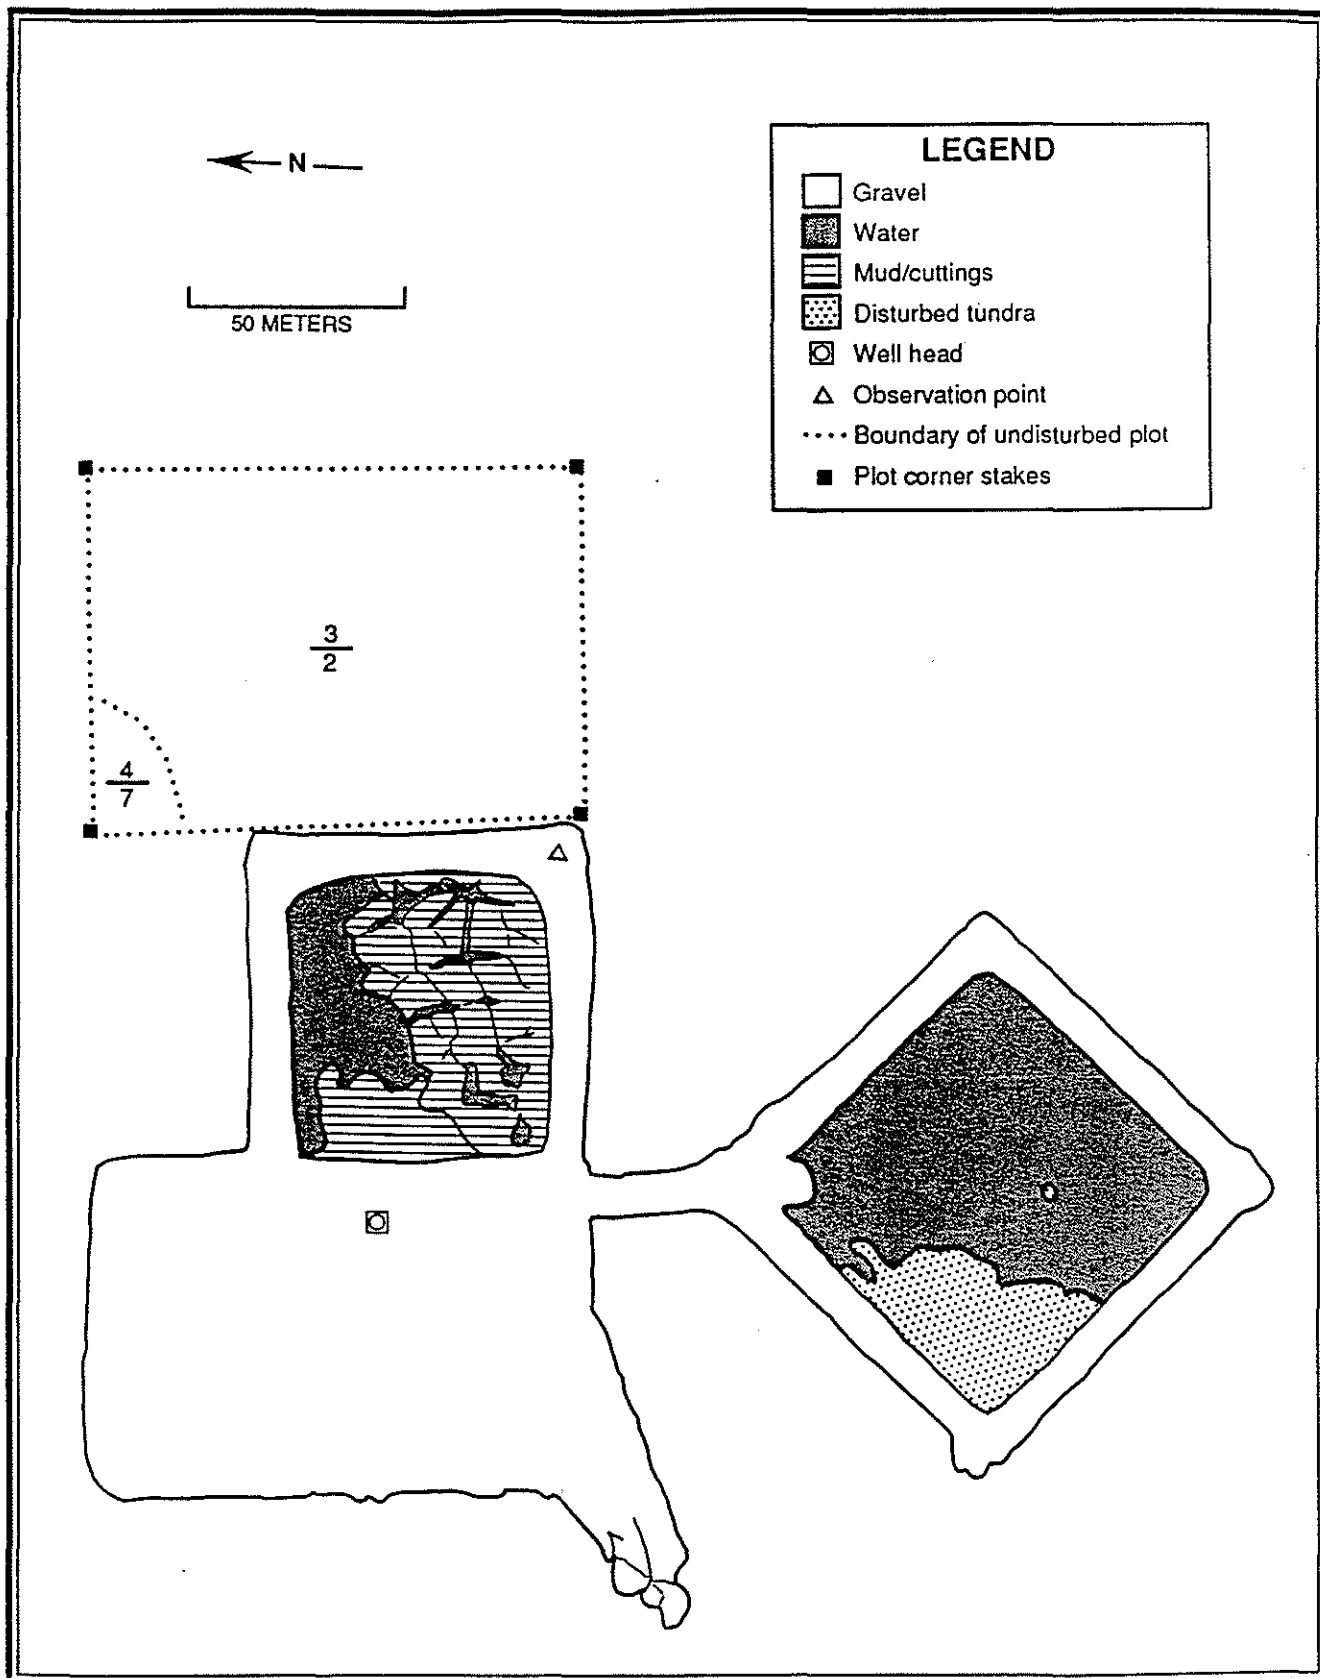 N
50 METERS
LEGEND
Gravel
Water
Mud/cuttings
Disturbed tundra
Well head
Observation point
Boundary of undisturbed plot
Plot corner stakes
3
2
4
7